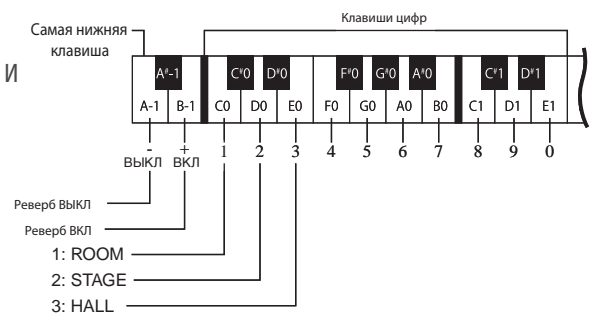 Клавиши цифр
Самая нижняя
клавиша
И
A#-1 C#0 D#0 F#0 G#0 A#0 C#1 D#1
A-1 B-1 C0 D0 E0 F0 G0 A0 B0 C1 D1 E1
- + 1 2 3 4 5 6 7 8 9 0
ВЫКЛ ВКЛ
Реверб ВЫКЛ
Реверб ВКЛ
1: ROOM
2: STAGE
3: HALL